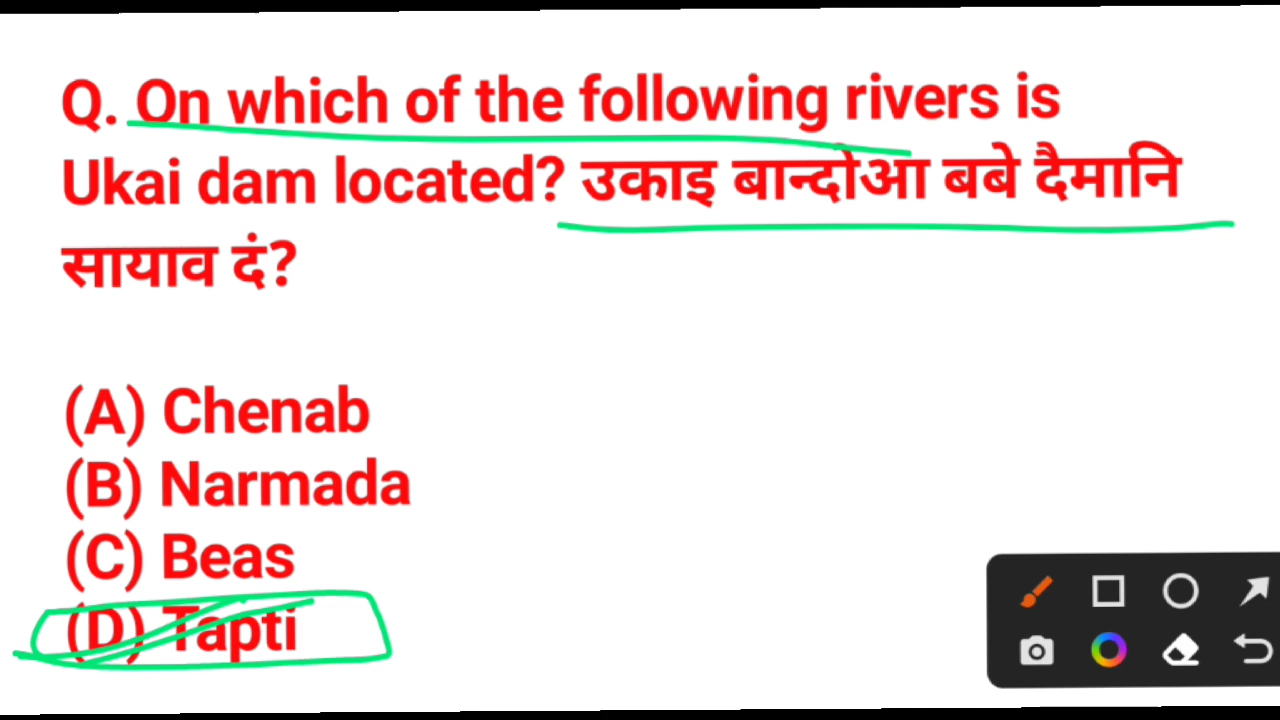 Q. On which of the following rivers is
Ukai dam located? उकाइ बान्दोआ बबे दैमानि
सायाव दं?
(A) Chenab
(B) Narmada
(C) Beas
(D) Tapti